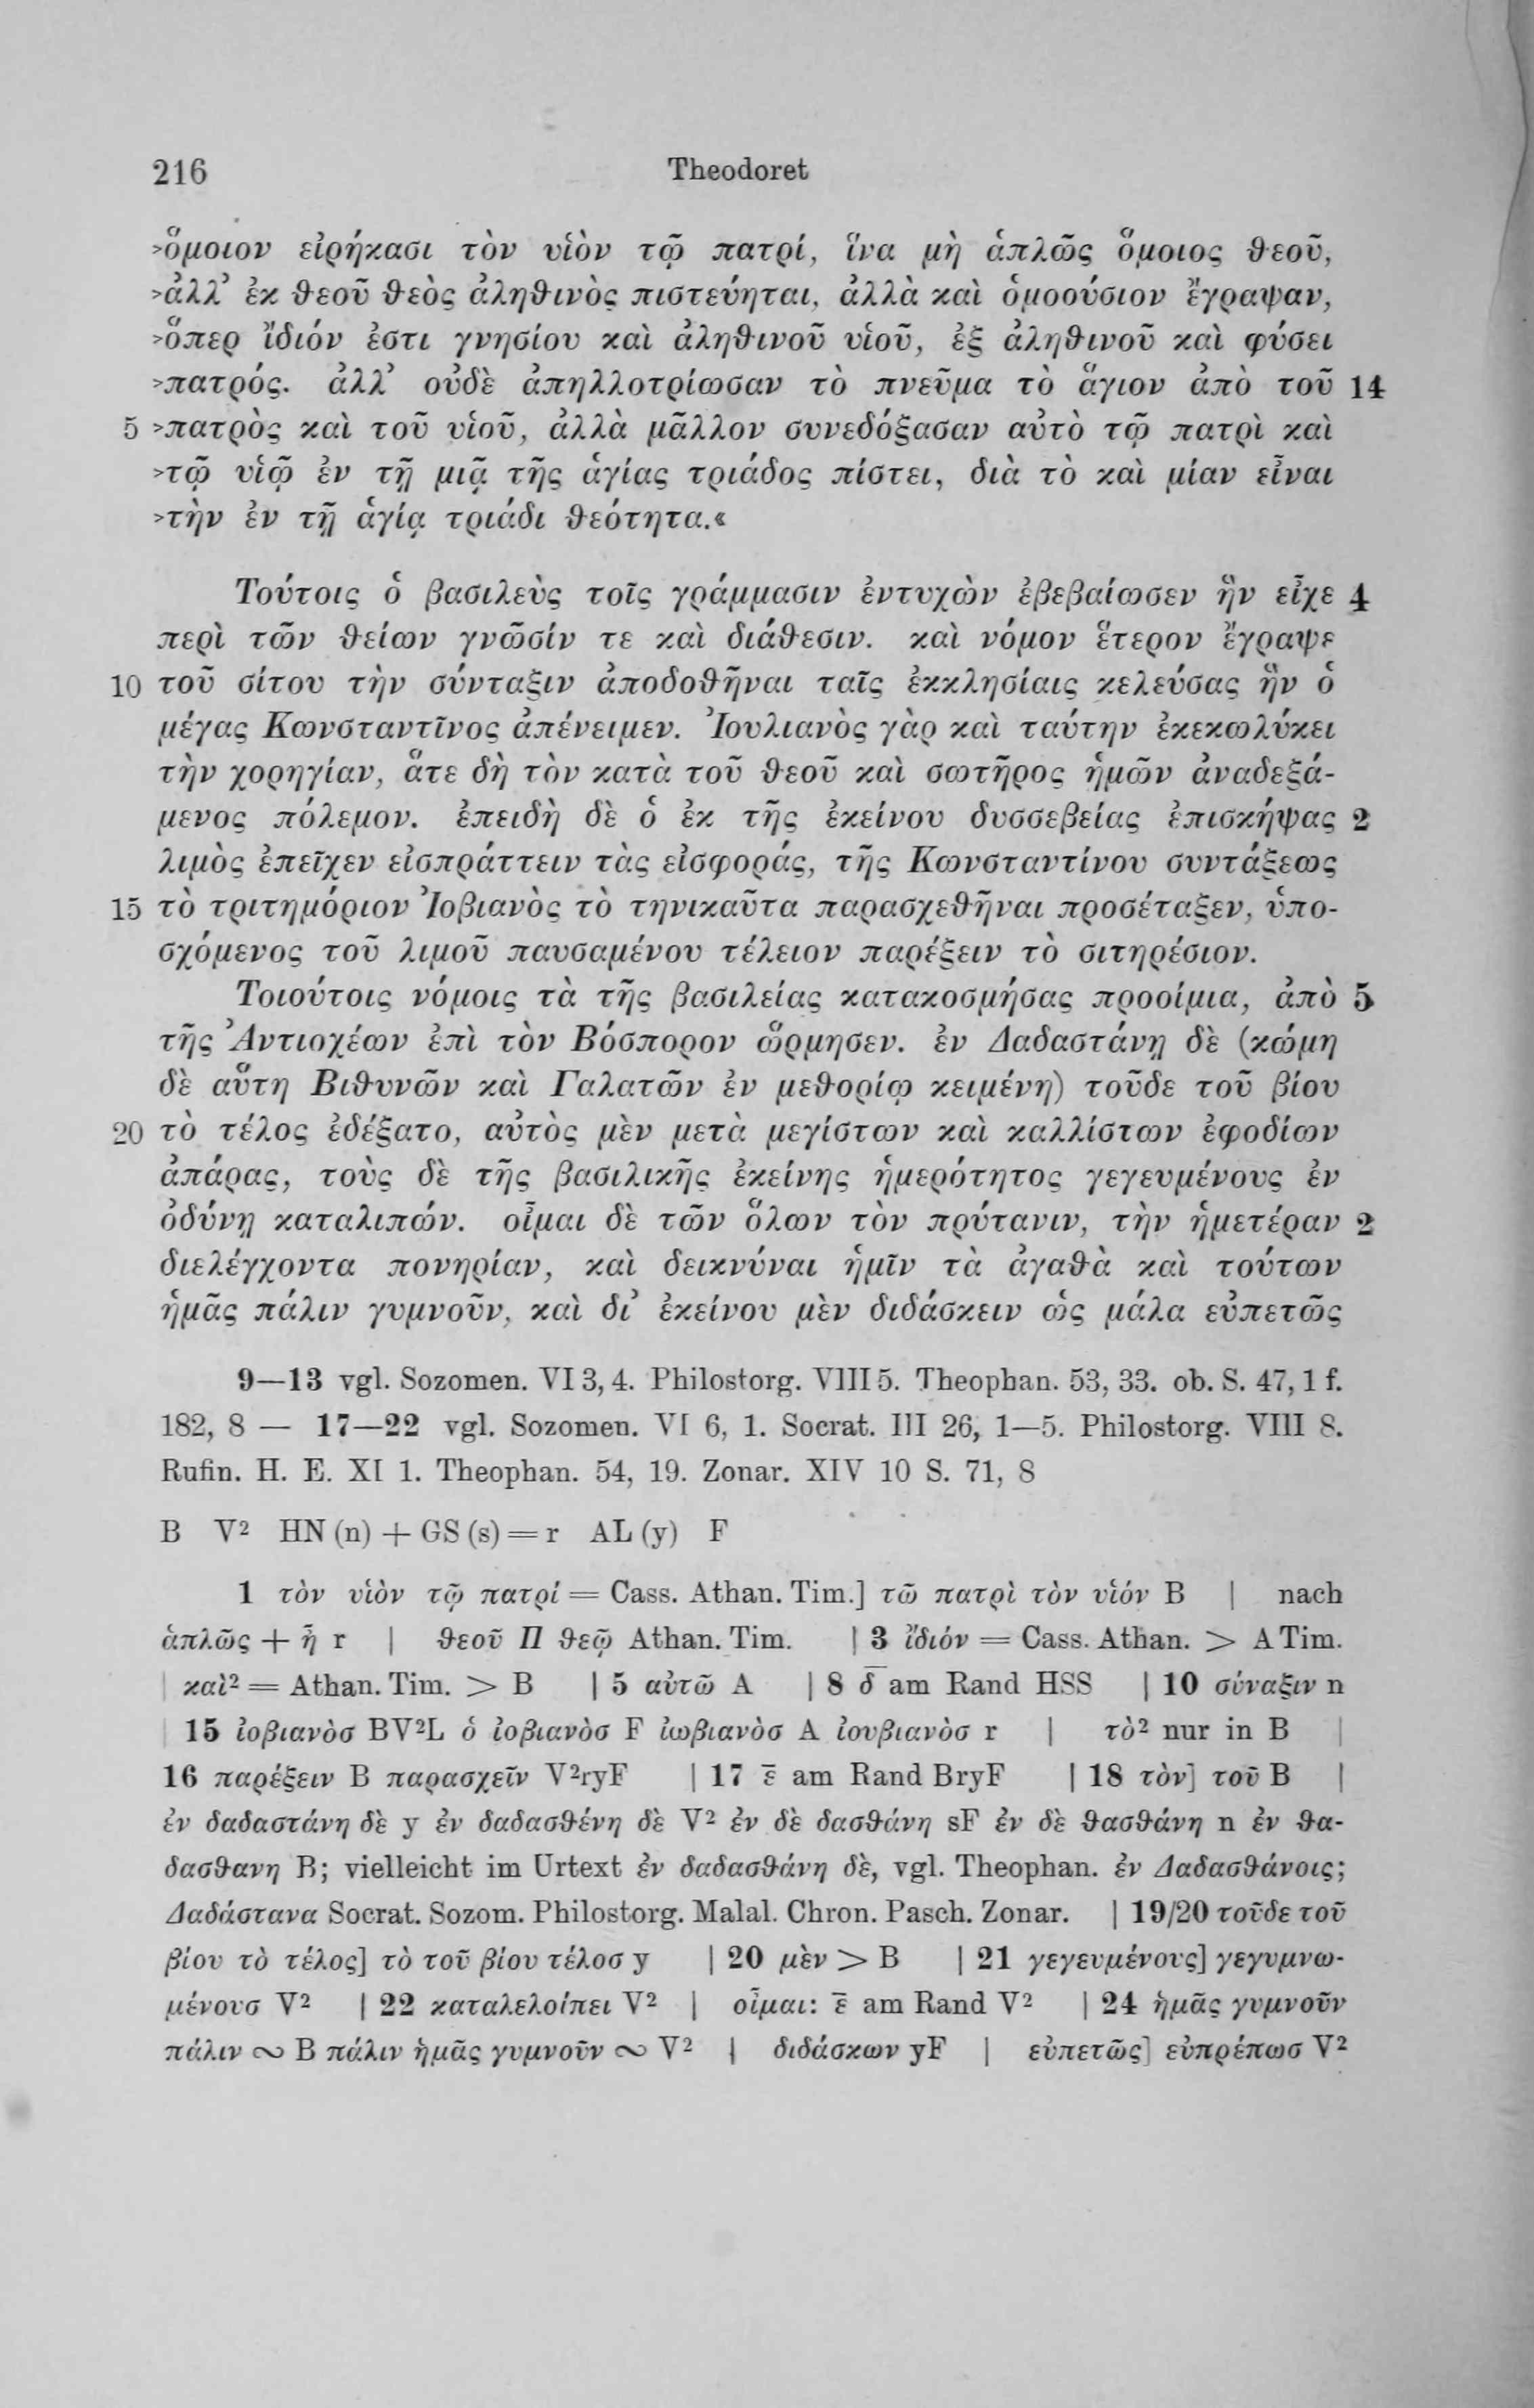 216 Theodoret
>ὅμοιον εἰρήκασι τὸν υἱὸν τῷ πατρί, ἵνα μὴ ἁπλῶς ὅμοιος θεοῦ,
>ἀλλ’ ἐκ θεοῦ θεὸς ἀληθινὸς πιστεύηται, ἀλλὰ καὶ ὁμοούσιον ἔγραψαν,
>ὅπερ ἴδιόν ἐστι γνησίου καὶ ἀληθινοῦ υἱοῦ, ἐξ ἀληθινοῦ καὶ φύσει
>πατρός. ἀλλ’ οὐδὲ ἀπηλλοτρίωσαν τὸ πνεῦμα τὸ ἅγιον ἀπὸ τοῦ 14
5 >πατρὸς καὶ τοῦ υἱοῦ, ἀλλὰ μᾶλλον συνεδόξασαν αὐτὸ τῷ πατρὶ καὶ
>τῷ υἱῷ ἐν τῇ μιᾷ τῆς ἁγίας τριάδος πίστει, διὰ τὸ καὶ μίαν εἶναι
>τὴν ἐν τῇ ἁγίᾳ τριάδι θεότητα.«
Τούτοις ὁ βασιλεὺς τοῖς γράμμασιν ἐντυχὼν ἐβεβαίωσεν ἣν εἶχε 4
περὶ τῶν θείων γνῶσίν τε καὶ διάθεσιν. καὶ νόμον ἕτερον ἔγραψε
10 τοῦ σίτου τὴν σύνταξιν ἀποδοθῆναι ταῖς ἐκκλησίαις κελεύσας ἣν ὁ
μέγας Κωνσταντῖνος ἀπένειμεν. Ἰουλιανὸς γὰρ καὶ ταύτην ἐκεκωλύκει
τὴν χορηγίαν, ἅτε δὴ τὸν κατὰ τοῦ θεοῦ καὶ σωτῆρος ἡμῶν ἀναδεξά-
μενος πόλεμον. ἐπειδὴ δὲ ὁ ἐκ τῆς ἐκείνου δυσσεβείας ἐπισκήψας 2
λιμὸς ἐπεῖχεν εἰσπράττειν τὰς εἰσφοράς, τῆς Κωνσταντίνου συντάξεως
15 τὸ τριτημόριον Ἰοβιανὸς τὸ τηνικαῦτα παρασχεθῆναι προσέταξεν, ὑπο-
σχόμενος τοῦ λιμοῦ παυσαμένου τέλειον παρέξειν τὸ σιτηρέσιον.
Τοιούτοις νόμοις τὰ τῆς βασιλείας κατακοσμήσας προοίμια, ἀπὸ 5
τῆς Ἀντιοχέων ἐπὶ τὸν Βόσπορον ὥρμησεν. ἐν Δαδαστάνῃ δὲ (κώμη
δὲ αὕτη Βιθυνῶν καὶ Γαλατῶν ἐν μεθορίῳ κειμένη) τοῦδε τοῦ βίου
20 τὸ τέλος ἐδέξατο, αὐτὸς μὲν μετὰ μεγίστων καὶ καλλίστων ἐφοδίων
ἀπάρας, τοὺς δὲ τῆς βασιλικῆς ἐκείνης ἡμερότητος γεγευμένους ἐν
ὀδύνῃ καταλιπών. οἶμαι δὲ τῶν ὅλων τὸν πρύτανιν, τὴν ἡμετέραν 2
διελέγχοντα πονηρίαν, καὶ δεικνύναι ἡμῖν τὰ ἀγαθὰ καὶ τούτων
ἡμᾶς πάλιν γυμνοῦν, καὶ δι’ ἐκείνου μὲν διδάσκειν ὡς μάλα εὐπετῶς
9—13 vgl. Sozomen. VI 3, 4. Philostorg. VIII 5. Theophan. 53, 33. ob. S. 47, 1 f.
182, 8 — 17—22 vgl. Sozomen. VI 6, 1. Socrat. III 26, 1—5. Philostorg. VIII 8.
Rufin. H. E. XI 1. Theophan. 54, 19. Zonar. XIV 10 S. 71, 8
B V² HN (n) + GS (s) = r AL (y) F
1 τὸν υἱὸν τῷ πατρί = Cass. Athan. Tim.] τῶ πατρὶ τὸν υἱόν B | nach
ἁπλῶς + ἦ r | θεοῦ Π θεῷ Athan. Tim. | 3 ἴδιόν = Cass. Athan. > A Tim.
| καὶ² = Athan. Tim. > B | 5 αὐτῶ A | 8 δ̄ am Rand HSS | 10 σύναξιν n
| 15 ἰοβιανὸσ BV²L ὁ ἰοβιανὸσ F ἰωβιανὸσ A ἰουβιανὸσ r | τὸ² nur in B |
16 παρέξειν B παρασχεῖν V²ryF | 17 ε̄ am Rand BryF | 18 τὸν] τοῦ B |
ἐν δαδαστάνη δὲ y ἐν δαδασθένη δὲ V² ἐν δὲ δασθάνη sF ἐν δὲ θασθάνη n ἐν θα-
δασθανη B; vielleicht im Urtext ἐν δαδασθάνη δὲ, vgl. Theophan. ἐν Δαδασθάνοις;
Δαδάστανα Socrat. Sozom. Philostorg. Malal. Chron. Pasch. Zonar. | 19/20 τοῦδε τοῦ
βίου τὸ τέλος] τὸ τοῦ βίου τέλοσ y | 20 μὲν > B | 21 γεγευμένους] γεγυμνω-
μένουσ V² | 22 καταλελοίπει V² | οἶμαι: ε̄ am Rand V² | 24 ἡμᾶς γυμνοῦν
πάλιν ∾ B πάλιν ἡμᾶς γυμνοῦν ∾ V² | διδάσκων yF | εὐπετῶς] εὐπρέπωσ V²